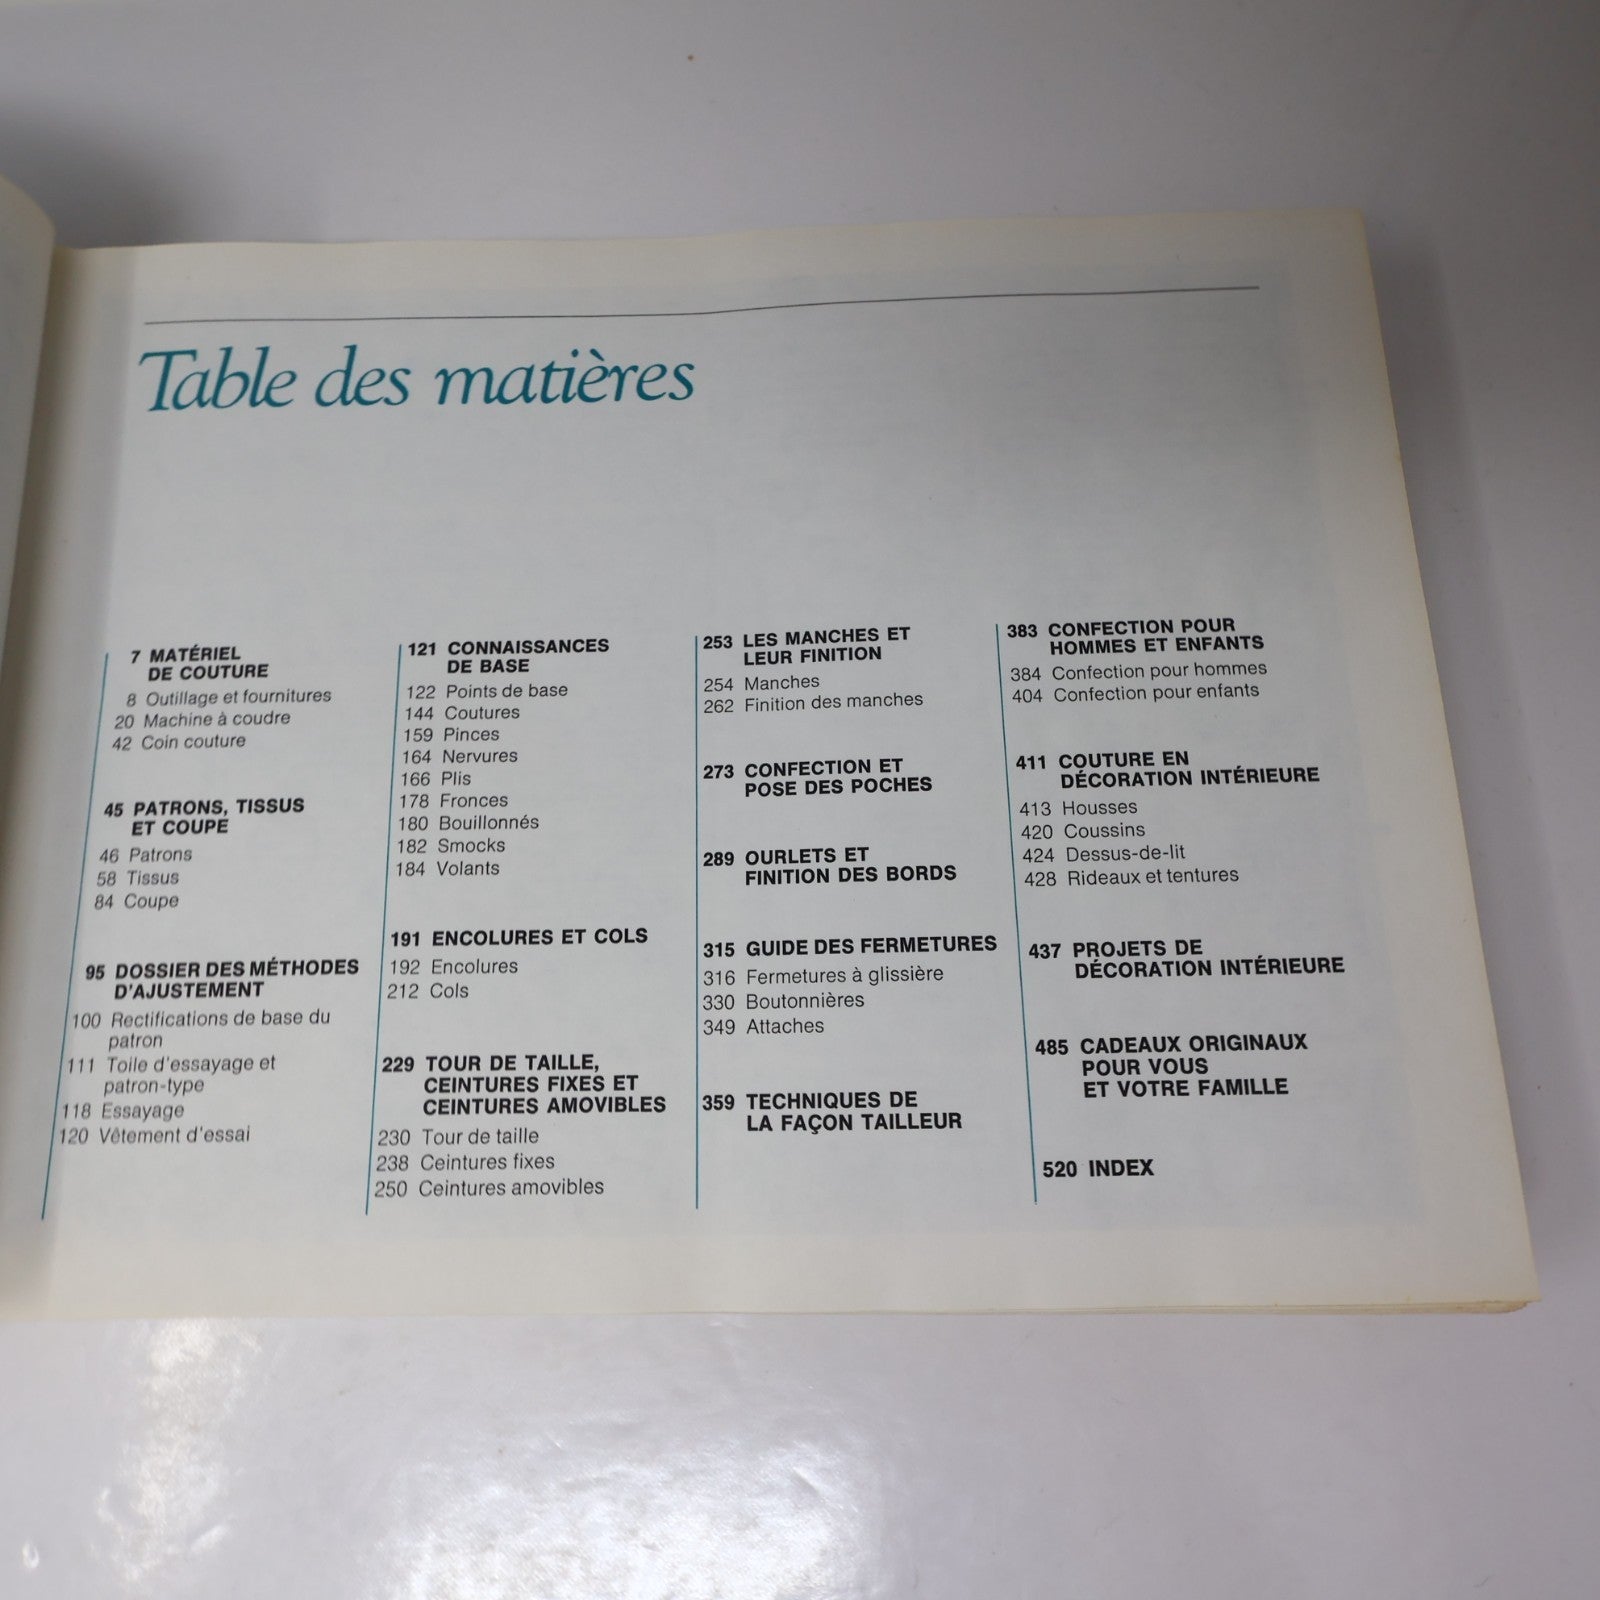 Table des matières
7 MATÉRIEL
DE COUTURE
8 Outillage et fournitures
20 Machine à coudre
42 Coin couture
45 PATRONS, TISSUS
ET COUPE
46 Patrons
58 Tissus
84 Coupe
95 DOSSIER DES MÉTHODES
D'AJUSTEMENT
100 Rectifications de base du
patron
111 Toile d'essayage et
patron-type
118 Essayage
120 Vêtement d'essai
121 CONNAISSANCES
DE BASE
122 Points de base
144 Coutures
159 Pinces
164 Nervures
166 Plis
178 Fronces
180 Bouillonnés
182 Smocks
184 Volants
191 ENCOLURES ET COLS
192 Encolures
212 Cols
229 TOUR DE TAILLE,
CEINTURES FIXES ET
CEINTURES AMOVIBLES
230 Tour de taille
238 Ceintures fixes
250 Ceintures amovibles
253 LES MANCHES ET
LEUR FINITION
254 Manches
262 Finition des manches
273 CONFECTION ET
POSE DES POCHES
289 OURLETS ET
FINITION DES BORDS
315 GUIDE DES FERMETURES
316 Fermetures à glissière
330 Boutonnières
349 Attaches
359 TECHNIQUES DE
LA FAÇON TAILLEUR
383 CONFECTION POUR
HOMMES ET ENFANTS
384 Confection pour hommes
404 Confection pour enfants
411 COUTURE EN
DÉCORATION INTÉRIEURE
413 Housses
420 Coussins
424 Dessus-de-lit
428 Rideaux et tentures
437 PROJETS DE
DÉCORATION INTÉRIEURE
485 CADEAUX ORIGINAUX
POUR VOUS
ET VOTRE FAMILLE
520 INDEX